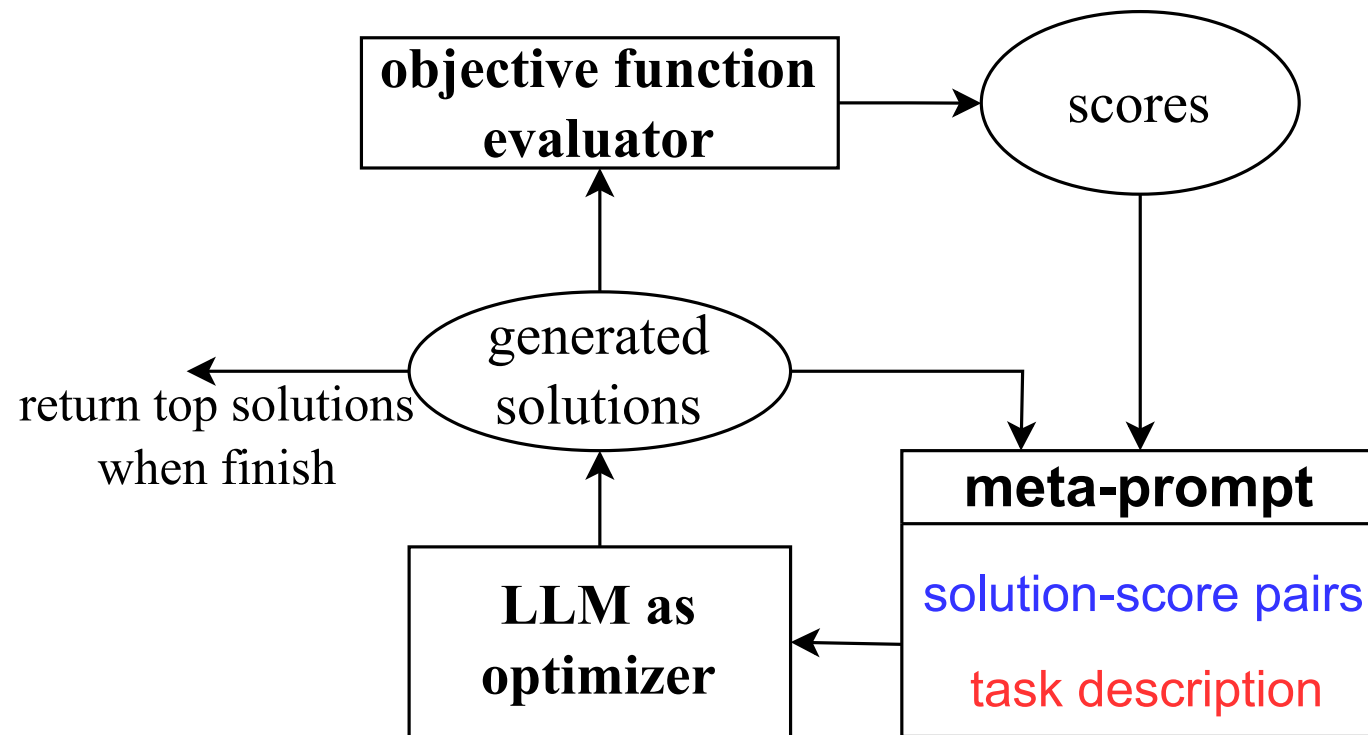 objective function
evaluator
scores
generated
solutions
return top solutions
when finish
meta-prompt
solution-score pairs
task description
LLM as
optimizer